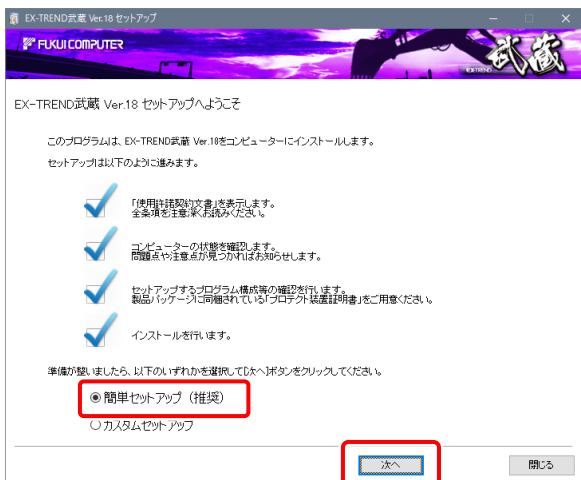 EX-TREND武蔵 Ver.18 セットアップ
FUKUI COMPUTER
EX-TREND 武蔵
EX-TREND武蔵 Ver.18 セットアップへようこそ
このプログラムは、EX-TREND武蔵 Ver.18をコンピューターにインストールします。
セットアップは以下のように進みます。
「使用許諾契約文書」を表示します。
全条項を注意深くお読みください。
コンピューターの状態を確認します。
問題点や注意点が見つかればお知らせします。
セットアップするプログラム構成等の確認を行います。
製品パッケージに同梱されている「プロテクト装置証明書」をご用意ください。
インストールを行います。
準備が整いましたら、以下のいずれかを選択して[次へ]ボタンをクリックしてください。
簡単セットアップ（推奨）
カスタムセットアップ
次へ
閉じる